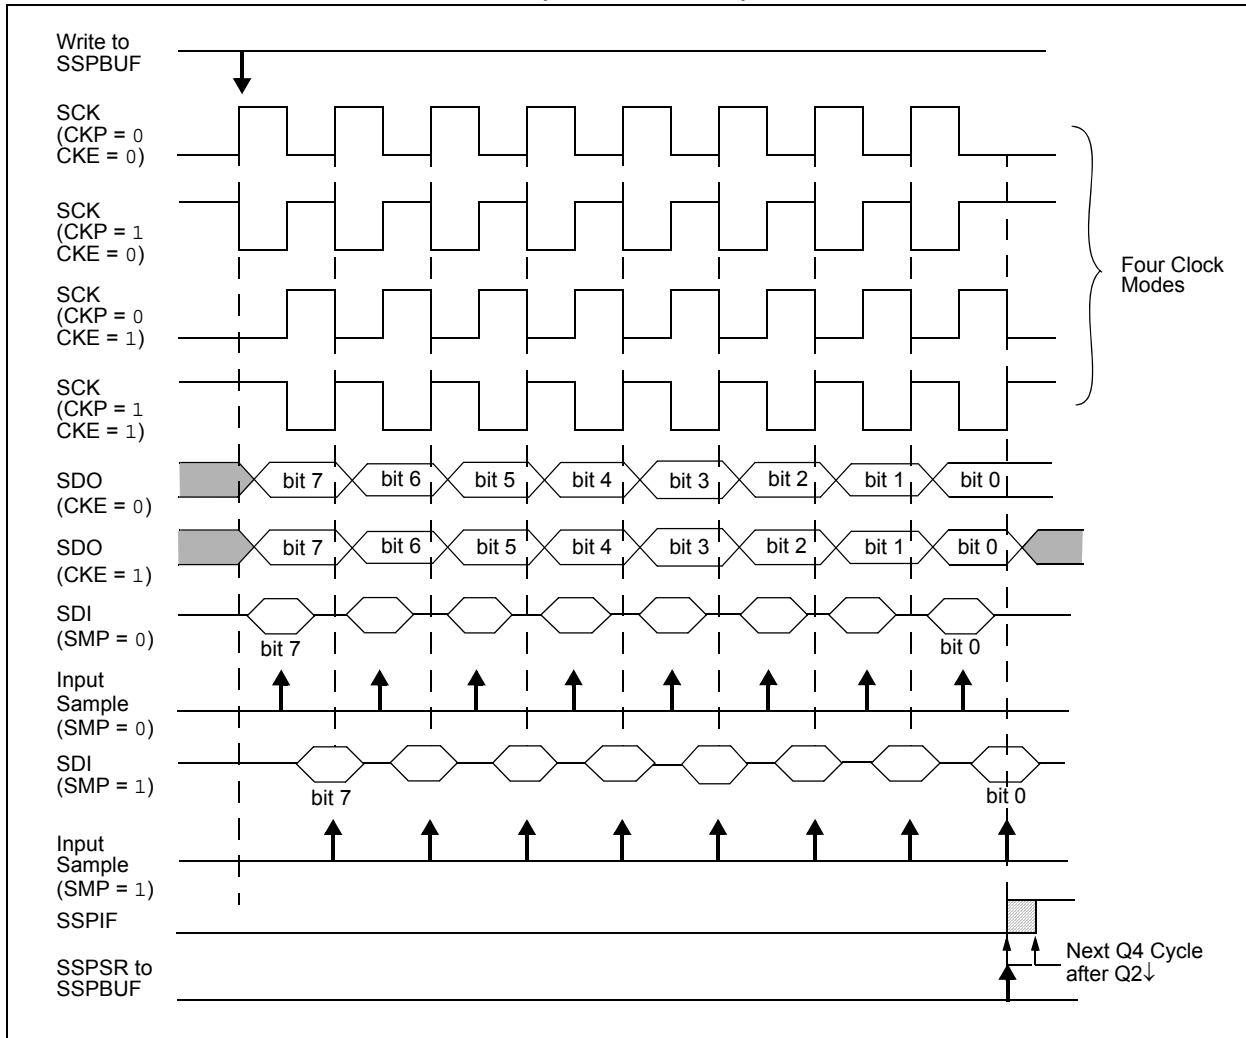 Write to
SSPBUF
SCK
(CKP = 0
CKE = 0)
SCK
(CKP = 1
CKE = 0)
SCK
(CKP = 0
CKE = 1)
SCK
(CKP = 1
CKE = 1)
Four Clock
Modes
SDO
(CKE = 0)
bit 7 bit 6 bit 5 bit 4 bit 3 bit 2 bit 1 bit 0
SDO
(CKE = 1)
bit 7 bit 6 bit 5 bit 4 bit 3 bit 2 bit 1 bit 0
SDI
(SMP = 0)
bit 7 bit 0
Input
Sample
(SMP = 0)
SDI
(SMP = 1)
bit 7 bit 0
Input
Sample
(SMP = 1)
SSPIF
Next Q4 Cycle
after Q2↓
SSPSR to
SSPBUF